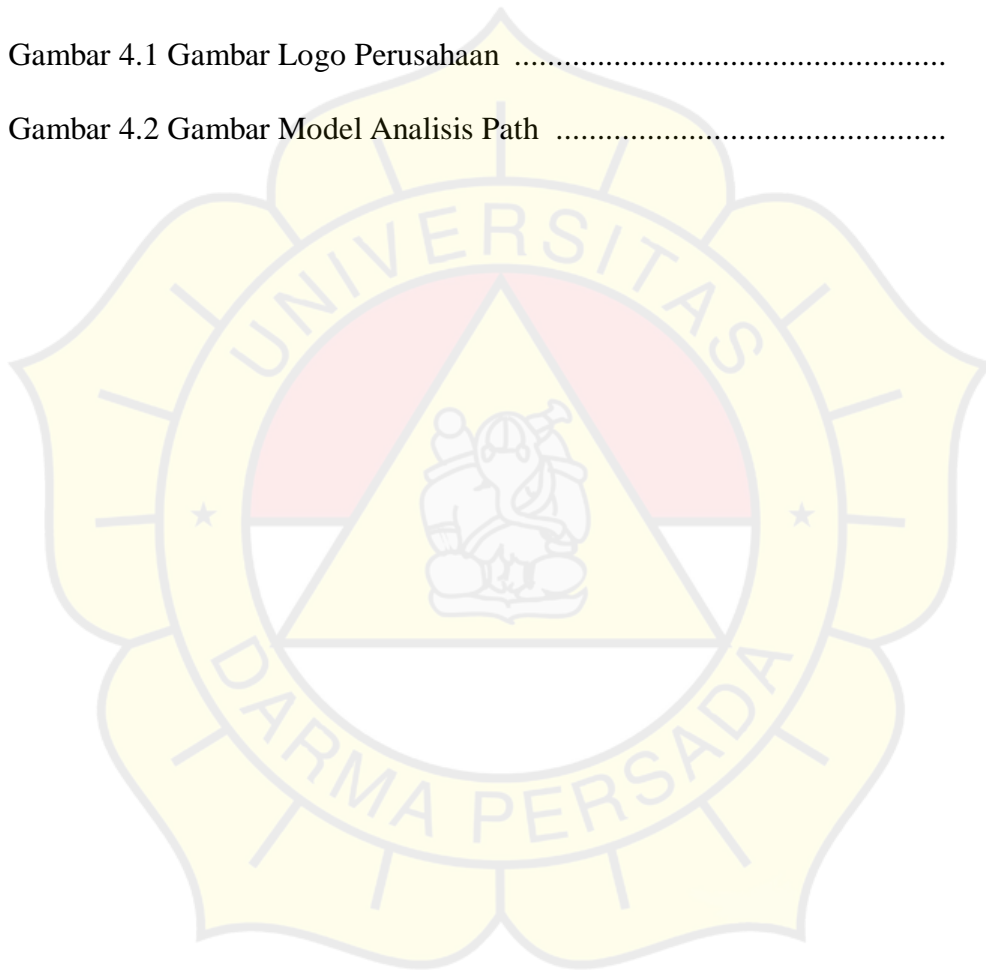 Gambar 4.1 Gambar Logo Perusahaan ....................................................
Gambar 4.2 Gambar Model Analisis Path ...............................................
UNIVERSITAS
DARMA PERSADA